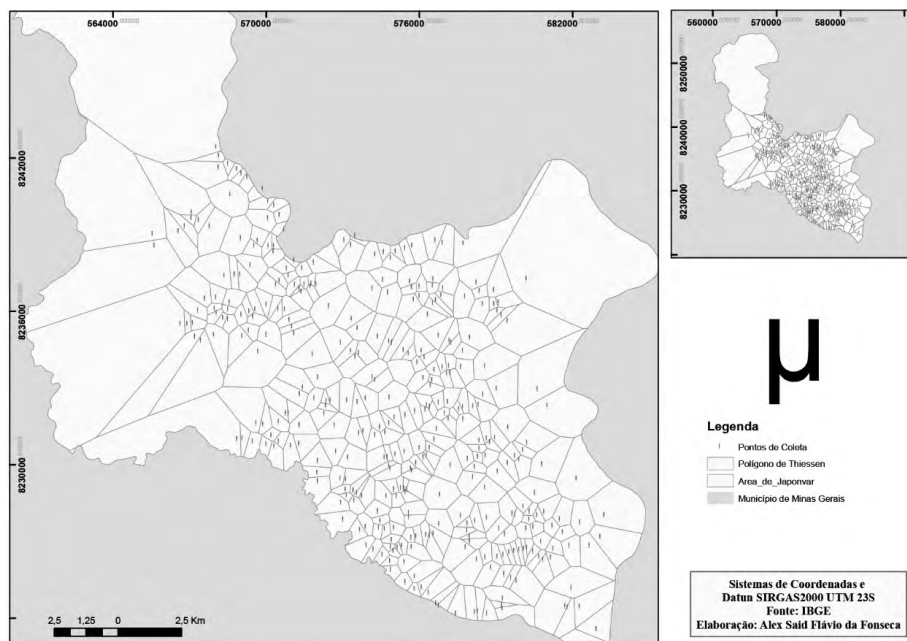 564000 570000 576000 582000
8242000
8236000
8230000
2,5 1,25 0 2,5 Km
560000 570000 580000
8250000
8240000
8230000
µ
Legenda
Pontos de Coleta
Polígono de Thiessen
Area_de_Japonvar
Município de Minas Gerais
Sistemas de Coordenadas e
Datun SIRGAS2000 UTM 23S
Fonte: IBGE
Elaboração: Alex Said Flávio da Fonseca